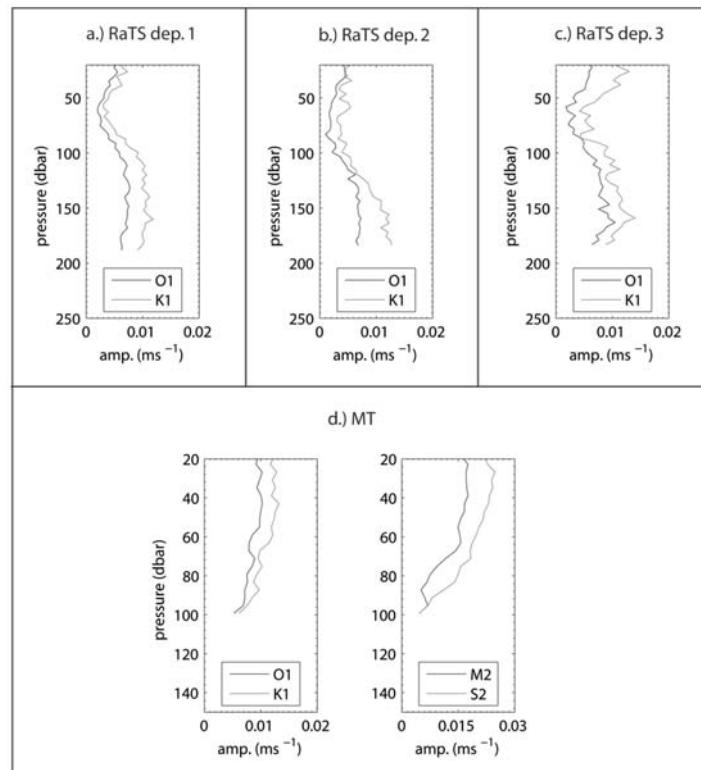 a.) RaTS dep. 1
b.) RaTS dep. 2
c.) RaTS dep. 3
pressure (dbar)
50
100
150
200
250
O1
K1
0
0.01
0.02
amp. (ms⁻¹)
pressure (dbar)
50
100
150
200
250
O1
K1
0
0.01
0.02
amp. (ms⁻¹)
pressure (dbar)
50
100
150
200
250
O1
K1
0
0.01
0.02
amp. (ms⁻¹)
d.) MT
pressure (dbar)
20
40
60
80
100
120
140
O1
K1
0
0.01
0.02
amp. (ms⁻¹)
20
40
60
80
100
120
140
M2
S2
0
0.015
0.03
amp. (ms⁻¹)